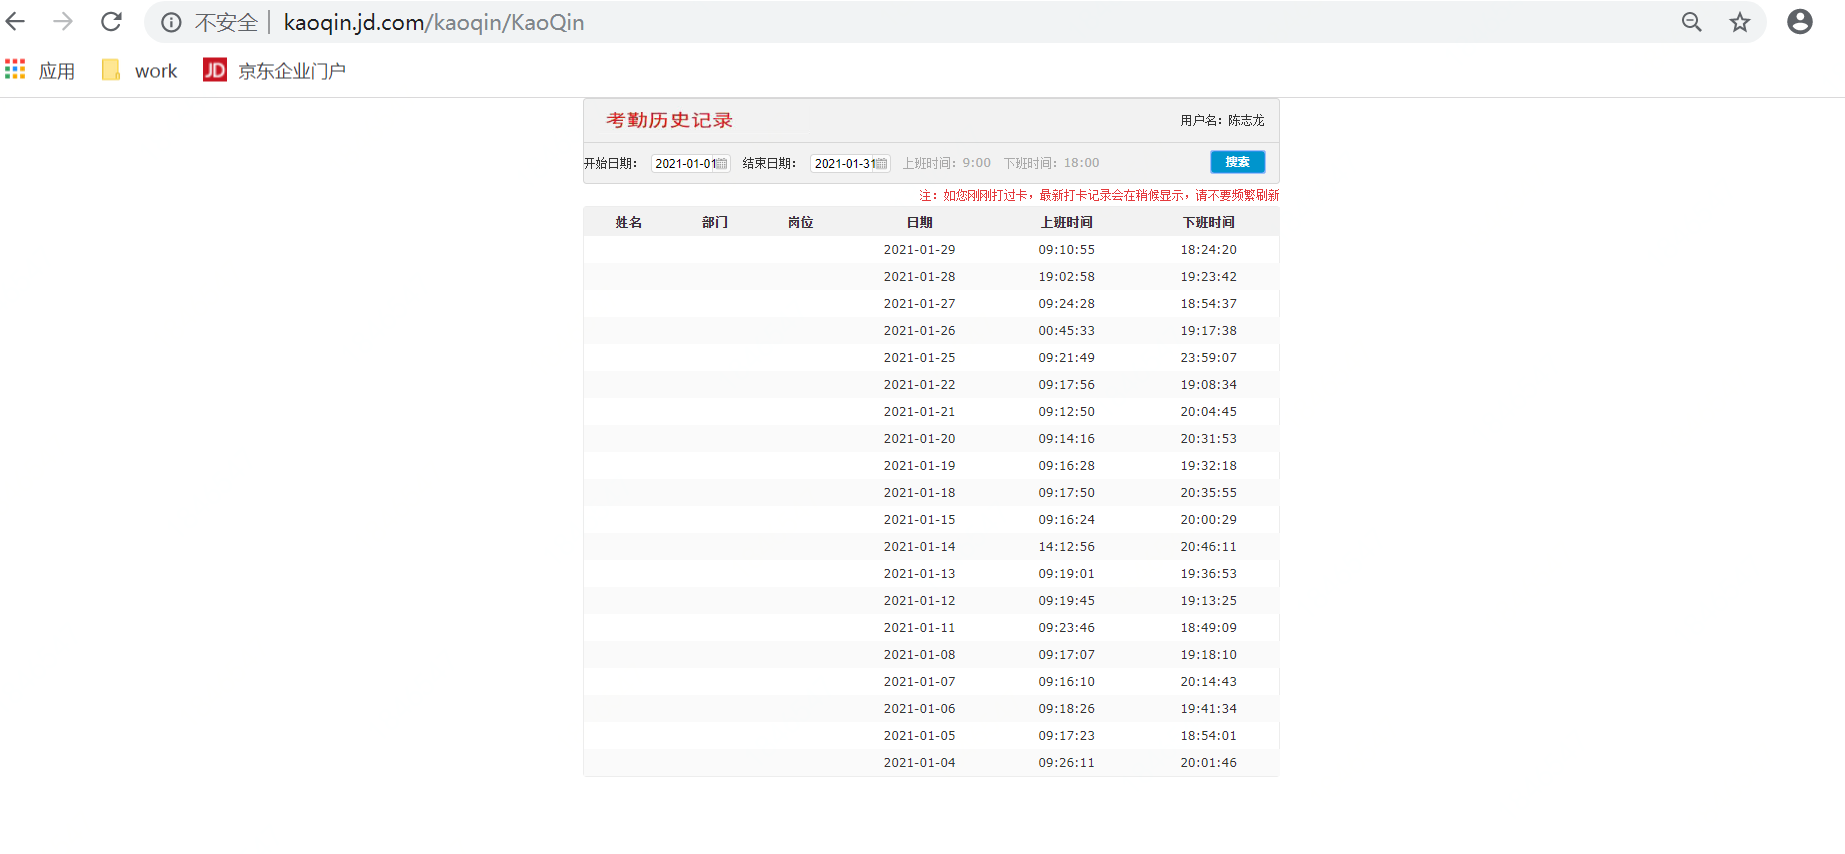 不安全 kaoqin.jd.com/kaoqin/KaoQin
应用 work JD 京东企业门户
考勤历史记录 用户名：陈志龙
开始日期： 2021-01-01 结束日期： 2021-01-31 上班时间：9:00 下班时间：18:00 搜索
注：如您刚刚打过卡，最新打卡记录会在稍候显示，请不要频繁刷新
姓名 部门 岗位 日期 上班时间 下班时间
2021-01-29 09:10:55 18:24:20
2021-01-28 19:02:58 19:23:42
2021-01-27 09:24:28 18:54:37
2021-01-26 00:45:33 19:17:38
2021-01-25 09:21:49 23:59:07
2021-01-22 09:17:56 19:08:34
2021-01-21 09:12:50 20:04:45
2021-01-20 09:14:16 20:31:53
2021-01-19 09:16:28 19:32:18
2021-01-18 09:17:50 20:35:55
2021-01-15 09:16:24 20:00:29
2021-01-14 14:12:56 20:46:11
2021-01-13 09:19:01 19:36:53
2021-01-12 09:19:45 19:13:25
2021-01-11 09:23:46 18:49:09
2021-01-08 09:17:07 19:18:10
2021-01-07 09:16:10 20:14:43
2021-01-06 09:18:26 19:41:34
2021-01-05 09:17:23 18:54:01
2021-01-04 09:26:11 20:01:46